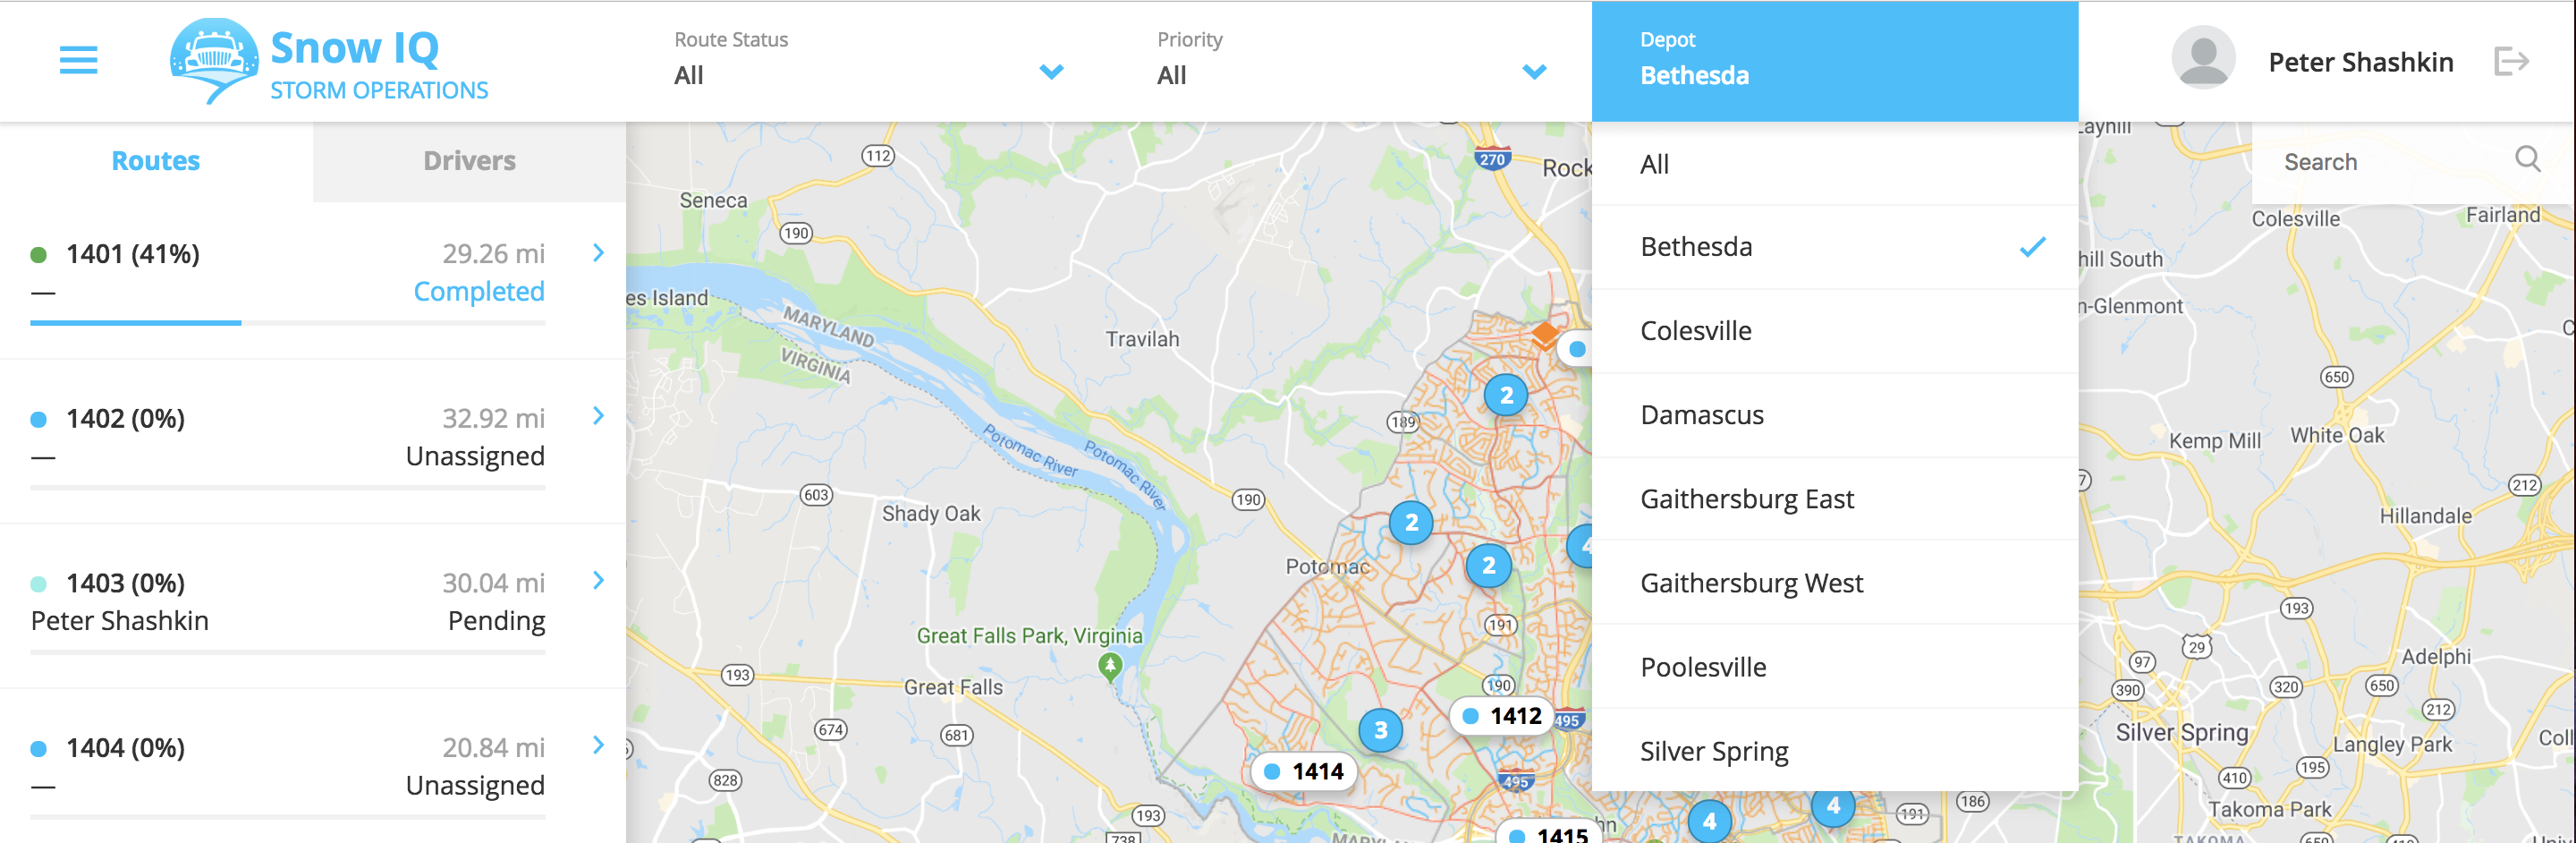 Snow IQ
STORM OPERATIONS
Route Status
All
Priority
All
Depot
Bethesda
Peter Shashkin
Routes
Drivers
1401 (41%)
29.26 mi
—
Completed
1402 (0%)
32.92 mi
—
Unassigned
1403 (0%)
30.04 mi
Peter Shashkin
Pending
1404 (0%)
20.84 mi
—
Unassigned
All
Bethesda
Colesville
Damascus
Gaithersburg East
Gaithersburg West
Poolesville
Silver Spring
Search
112
270
Rock
Seneca
190
es Island
MARYLAND
VIRGINIA
Travilah
2
189
Potomac River
Potomac River
603
190
Shady Oak
2
2
4
Potomac
191
Great Falls Park, Virginia
193
Great Falls
190
1412
495
674
681
3
1414
495
828
193
738
1415
hn
4
4
191
186
Layhill
Colesville
Fairland
hill South
n-Glenmont
650
Kemp Mill
White Oak
212
Hillandale
193
29
97
Adelphi
390
320
650
212
Silver Spring
Langley Park
Coll
195
410
Takoma Park
TAKOMA
650
410